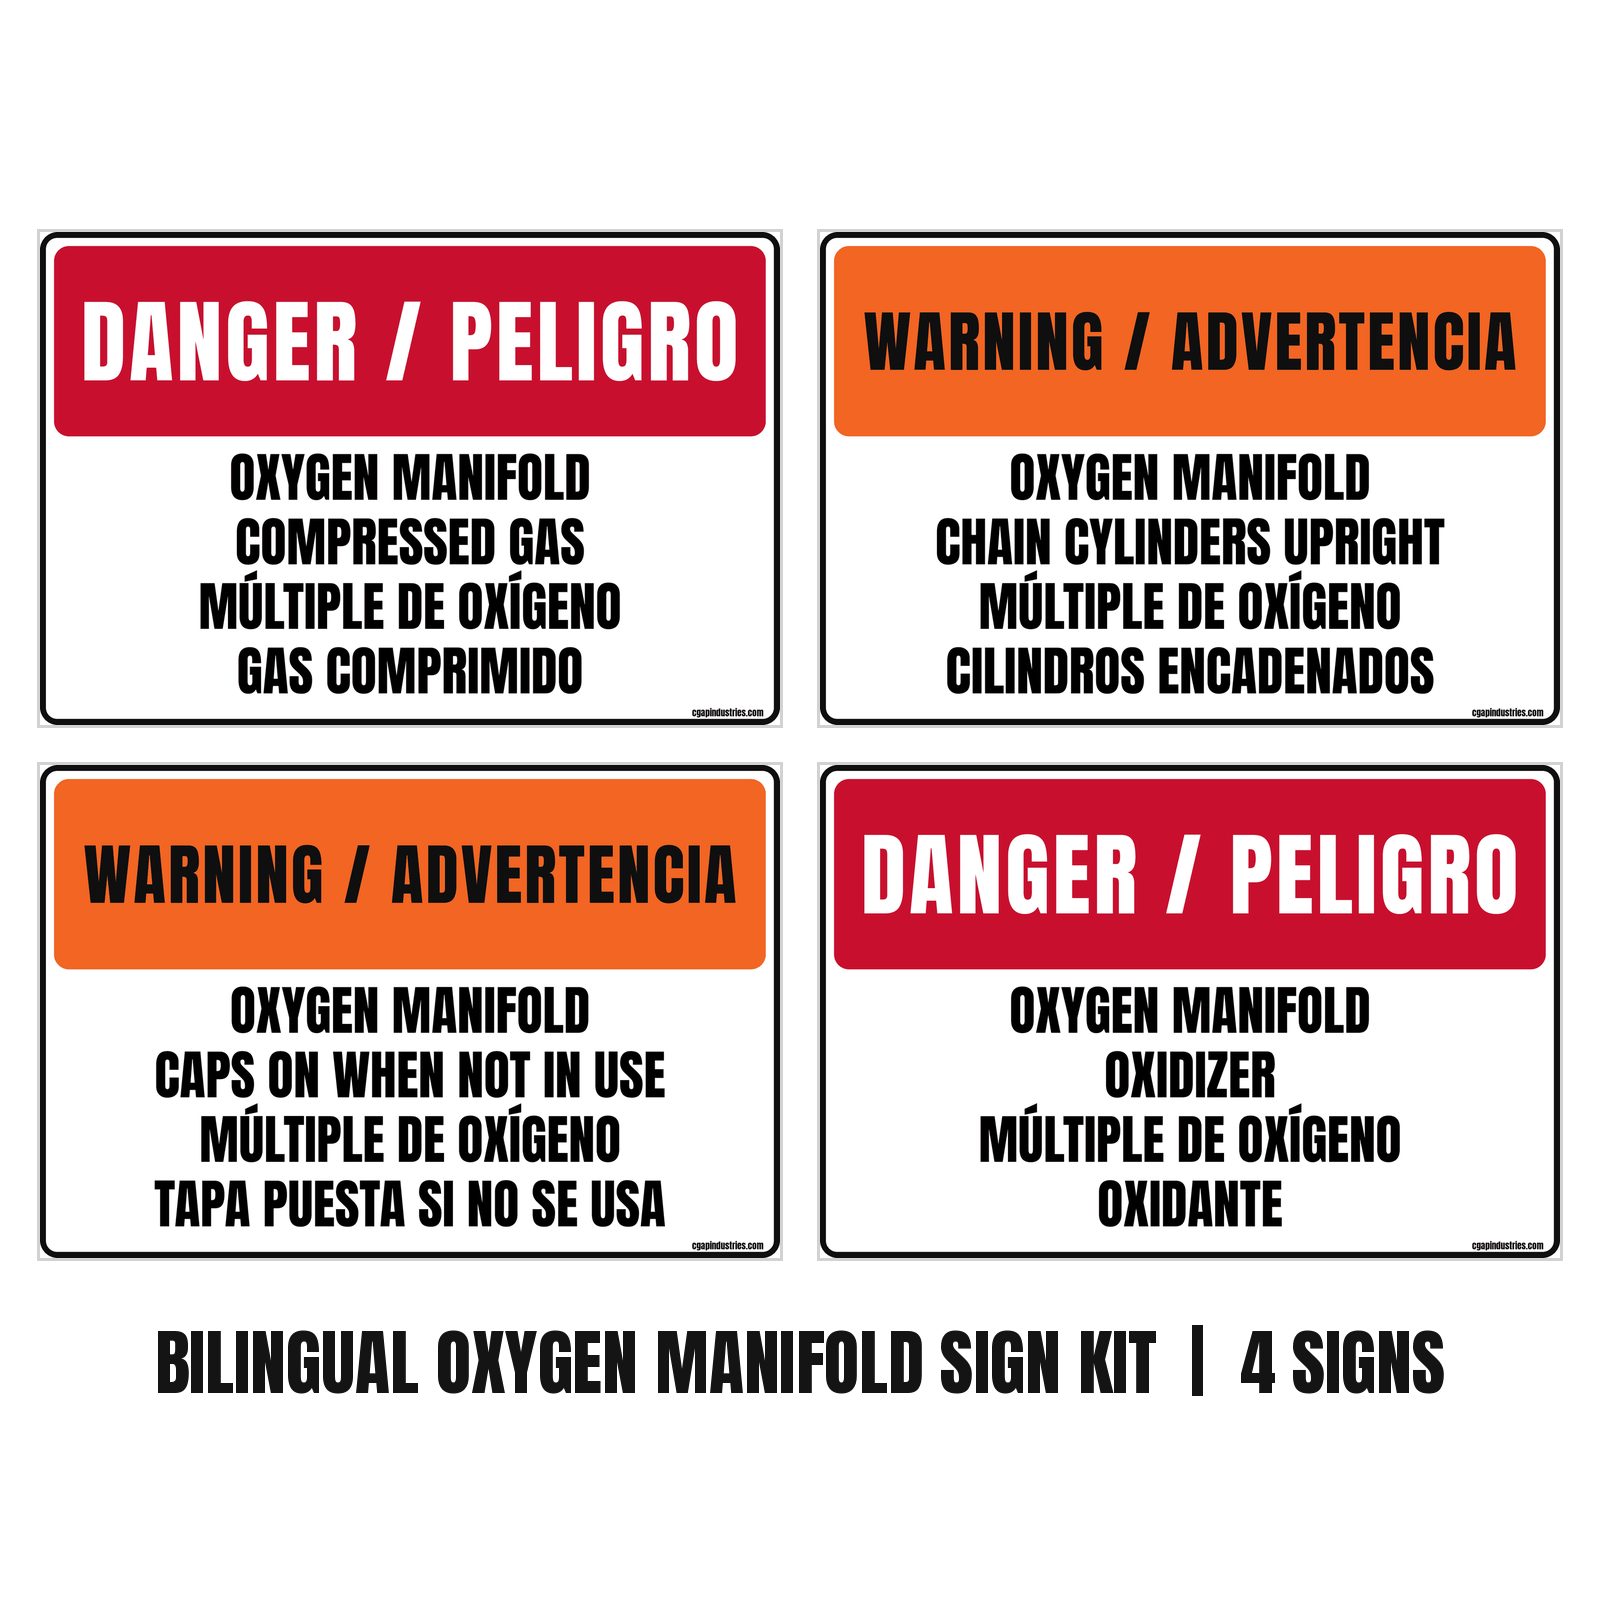 DANGER / PELIGRO
OXYGEN MANIFOLD
COMPRESSED GAS
MÚLTIPLE DE OXÍGENO
GAS COMPRIMIDO
cgapindustries.com
WARNING / ADVERTENCIA
OXYGEN MANIFOLD
CHAIN CYLINDERS UPRIGHT
MÚLTIPLE DE OXÍGENO
CILINDROS ENCADENADOS
cgapindustries.com
WARNING / ADVERTENCIA
OXYGEN MANIFOLD
CAPS ON WHEN NOT IN USE
MÚLTIPLE DE OXÍGENO
TAPA PUESTA SI NO SE USA
cgapindustries.com
DANGER / PELIGRO
OXYGEN MANIFOLD
OXIDIZER
MÚLTIPLE DE OXÍGENO
OXIDANTE
cgapindustries.com
BILINGUAL OXYGEN MANIFOLD SIGN KIT | 4 SIGNS